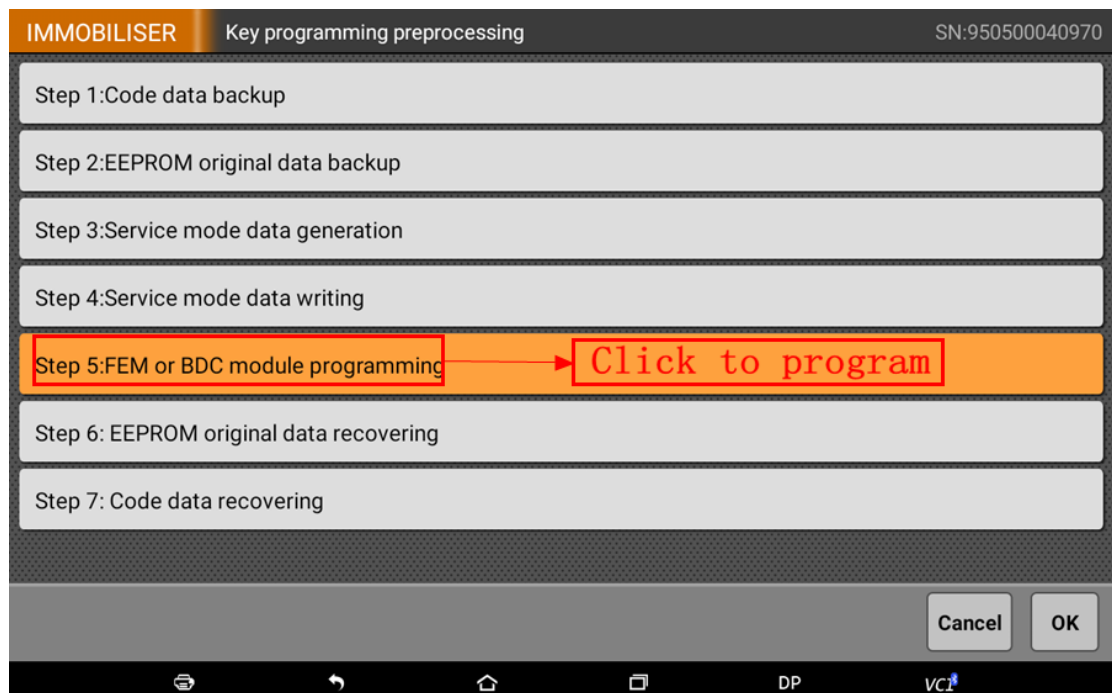 IMMOBILISER Key programming preprocessing SN:950500040970
Step 1:Code data backup
Step 2:EEPROM original data backup
Step 3:Service mode data generation
Step 4:Service mode data writing
Step 5:FEM or BDC module programming Click to program
Step 6: EEPROM original data recovering
Step 7: Code data recovering
Cancel OK
DP VCI